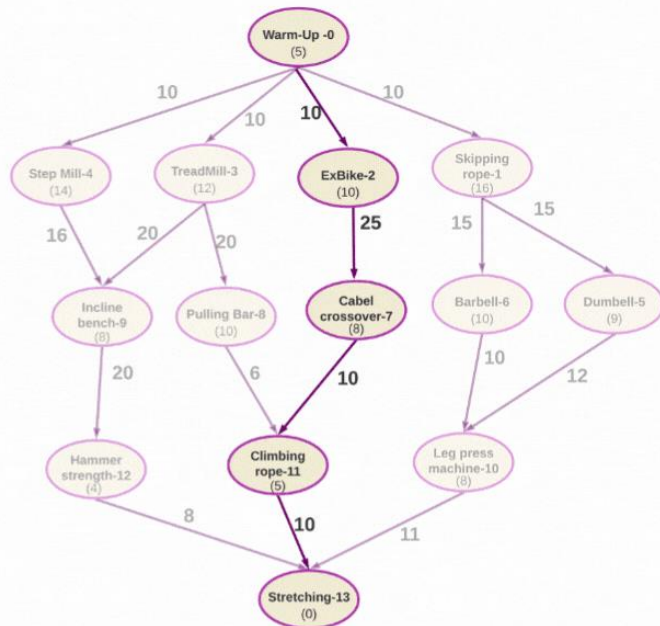 Warm-Up -0
(5)
10
10
10
10
Step Mill-4
(14)
TreadMill-3
(12)
ExBike-2
(10)
Skipping
rope-1
(16)
16
20
20
25
15
15
Incline
bench-9
(8)
Pulling Bar-8
(10)
Cabel
crossover-7
(8)
Barbell-6
(10)
Dumbell-5
(9)
20
6
10
10
12
Hammer
strength-12
(4)
Climbing
rope-11
(5)
Leg press
machine-10
(8)
8
10
11
Stretching-13
(0)